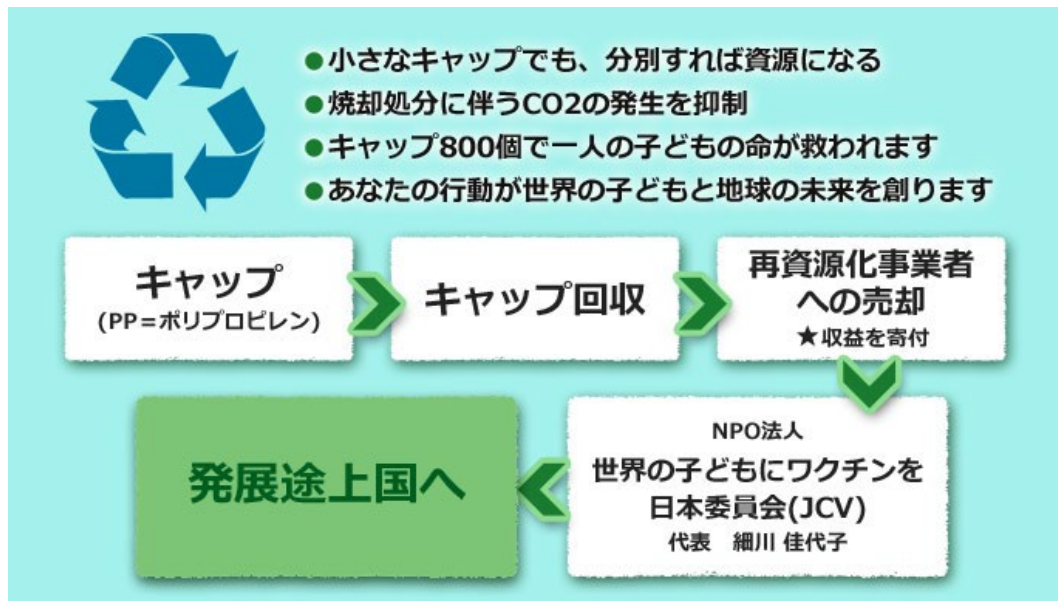 ●小さなキャップでも、分別すれば資源になる
●焼却処分に伴うCO2の発生を抑制
●キャップ800個で一人の子どもの命が救われます
●あなたの行動が世界の子どもと地球の未来を創ります
キャップ
(PP=ポリプロピレン)
キャップ回収
再資源化事業者
への売却
★収益を寄付
NPO法人
世界の子どもにワクチンを
日本委員会(JCV)
代表　細川 佳代子
発展途上国へ